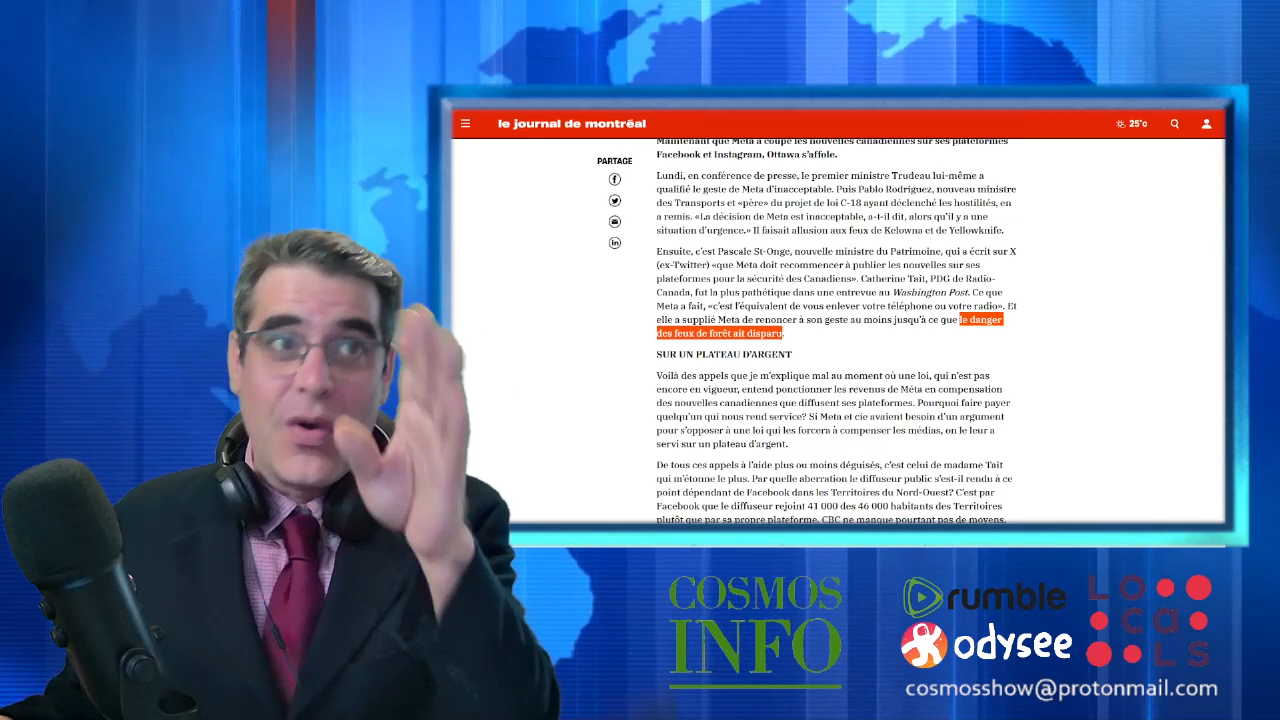 le journal de montréal
25°C
PARTAGE
Maintenant que Meta a coupé les nouvelles canadiennes sur ses plateformes
Facebook et Instagram, Ottawa s'affole.
Lundi, en conférence de presse, le premier ministre Trudeau lui-même a
qualifié le geste de Meta d'inacceptable. Puis Pablo Rodriguez, nouveau ministre
des Transports et «père» du projet de loi C-18 ayant déclenché les hostilités, en
a remis. «La décision de Meta est inacceptable, a-t-il dit, alors qu'il y a une
situation d'urgence.» Il faisait allusion aux feux de Kelowna et de Yellowknife.
Ensuite, c'est Pascale St-Onge, nouvelle ministre du Patrimoine, qui a écrit sur X
(ex-Twitter) «que Meta doit recommencer à publier les nouvelles sur ses
plateformes pour la sécurité des Canadiens». Catherine Tait, PDG de Radio-
Canada, fut la plus pathétique dans une entrevue au Washington Post. Ce que
Meta a fait, «c'est l'équivalent de vous enlever votre téléphone ou votre radio». Et
elle a supplié Meta de renoncer à son geste au moins jusqu'à ce que le danger
des feux de forêt ait disparu.
SUR UN PLATEAU D'ARGENT
Voilà des appels que je m'explique mal au moment où une loi, qui n'est pas
encore en vigueur, entend ponctionner les revenus de Méta en compensation
des nouvelles canadiennes que diffusent ses plateformes. Pourquoi faire payer
quelqu'un qui nous rend service? Si Meta et cie avaient besoin d'un argument
pour s'opposer à une loi qui les forcera à compenser les médias, on le leur a
servi sur un plateau d'argent.
De tous ces appels à l'aide plus ou moins déguisés, c'est celui de madame Tait
qui m'étonne le plus. Par quelle aberration le diffuseur public s'est-il rendu à ce
point dépendant de Facebook dans les Territoires du Nord-Ouest? C'est par
Facebook que le diffuseur rejoint 41 000 des 46 000 habitants des Territoires
plutôt que par sa propre plateforme. CBC ne manque pourtant pas de moyens.
COSMOS
INFO
rumble
odysee
LO
ca
LS
cosmosshow@protonmail.com